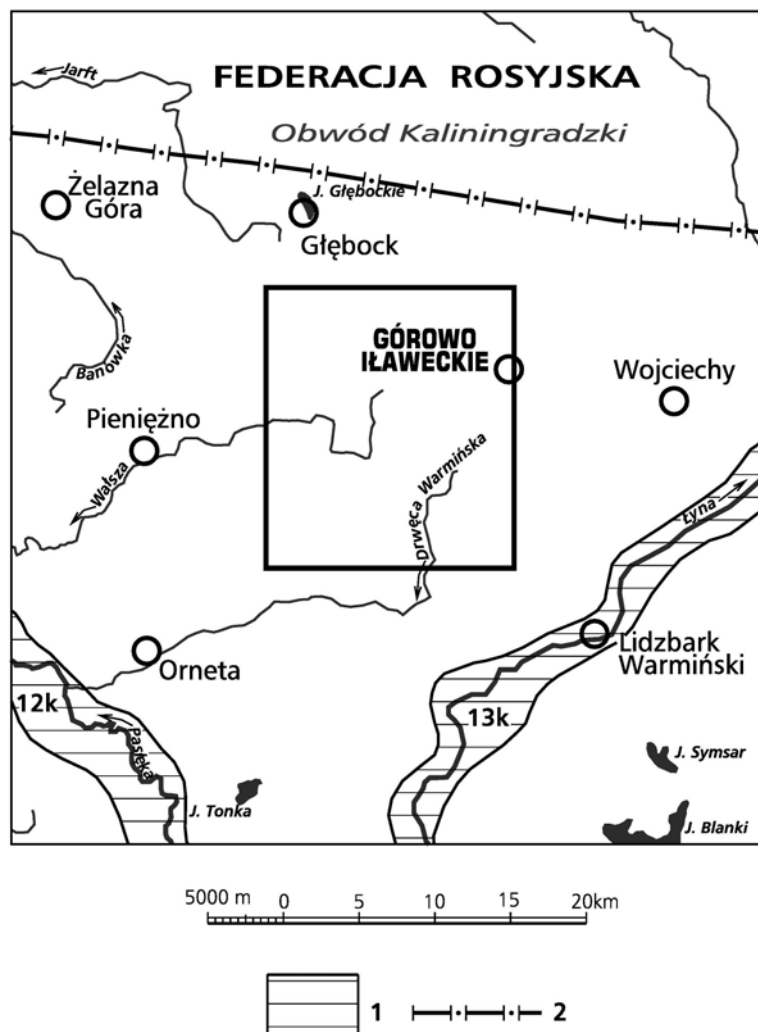 Jarft
FEDERACJA ROSYJSKA
Obwód Kaliningradzki
Żelazna
Góra
J. Głębockie
Głębock
GÓROWO
IŁAWECKIE
Banówka
Wojciechy
Pieniężno
Wałsza
Drwęca Warmińska
Łyna
Orneta
Lidzbark
Warmiński
12k
Pasłęka
13k
J. Symsar
J. Tonka
J. Blanki
5000 m 0 5 10 15 20km
1 2